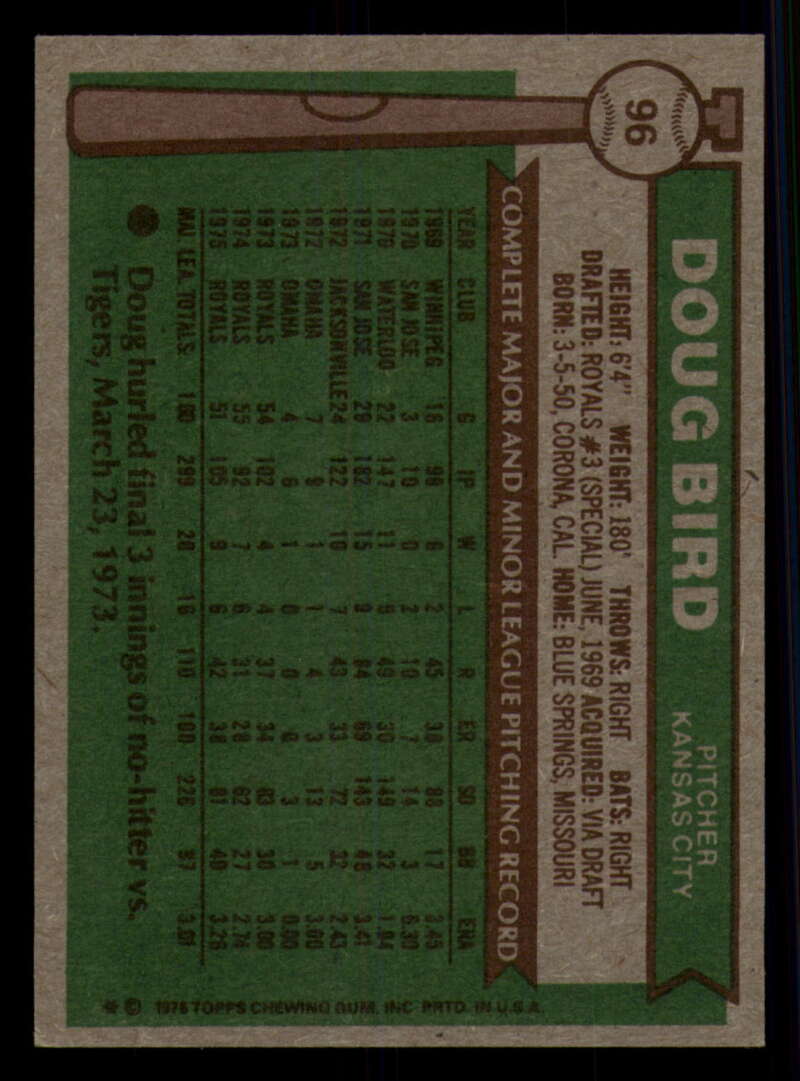 96
T
DOUG BIRD
PITCHER
KANSAS CITY
HEIGHT: 6'4" WEIGHT: 180' THROWS: RIGHT BATS: RIGHT
DRAFTED: ROYALS #3 (SPECIAL) JUNE, 1969 ACQUIRED: VIA DRAFT
BORN: 3-5-50, CORONA, CAL. HOME: BLUE SPRINGS, MISSOURI
COMPLETE MAJOR AND MINOR LEAGUE PITCHING RECORD
YEAR CLUB G IP W L R ER SO BB ERA
1969 WINNIPEG 16 96 6 2 45 38 88 17
1970 SAN JOSE 3 10 0 2 10 7 14 3 6.30
1970 WATERLOO 22 147 11 49 30 149 32 1.84
1971 SAN JOSE 29 182 15 9 84 69 143 48 3.41
1972 JACKSONVILLE 24 122 10 7 43 33 72 32 2.43
1972 OMAHA 7 9 1 1 4 3 13 5 3.00
1973 OMAHA 4 6 1 0 0 0 3 1 0.00
1973 ROYALS 54 102 4 4 37 34 83 30 3.00
1974 ROYALS 55 92 7 6 31 28 62 27 2.74
1975 ROYALS 51 105 9 6 42 38 81 40 3.26
MAJ. LEA. TOTALS: 160 299 20 16 110 100 226 97 3.01
Doug hurled final 3 innings of no-hitter vs.
Tigers, March 23, 1973.
* © 1976 TOPPS CHEWING GUM, INC. PRTD. IN U.S.A.